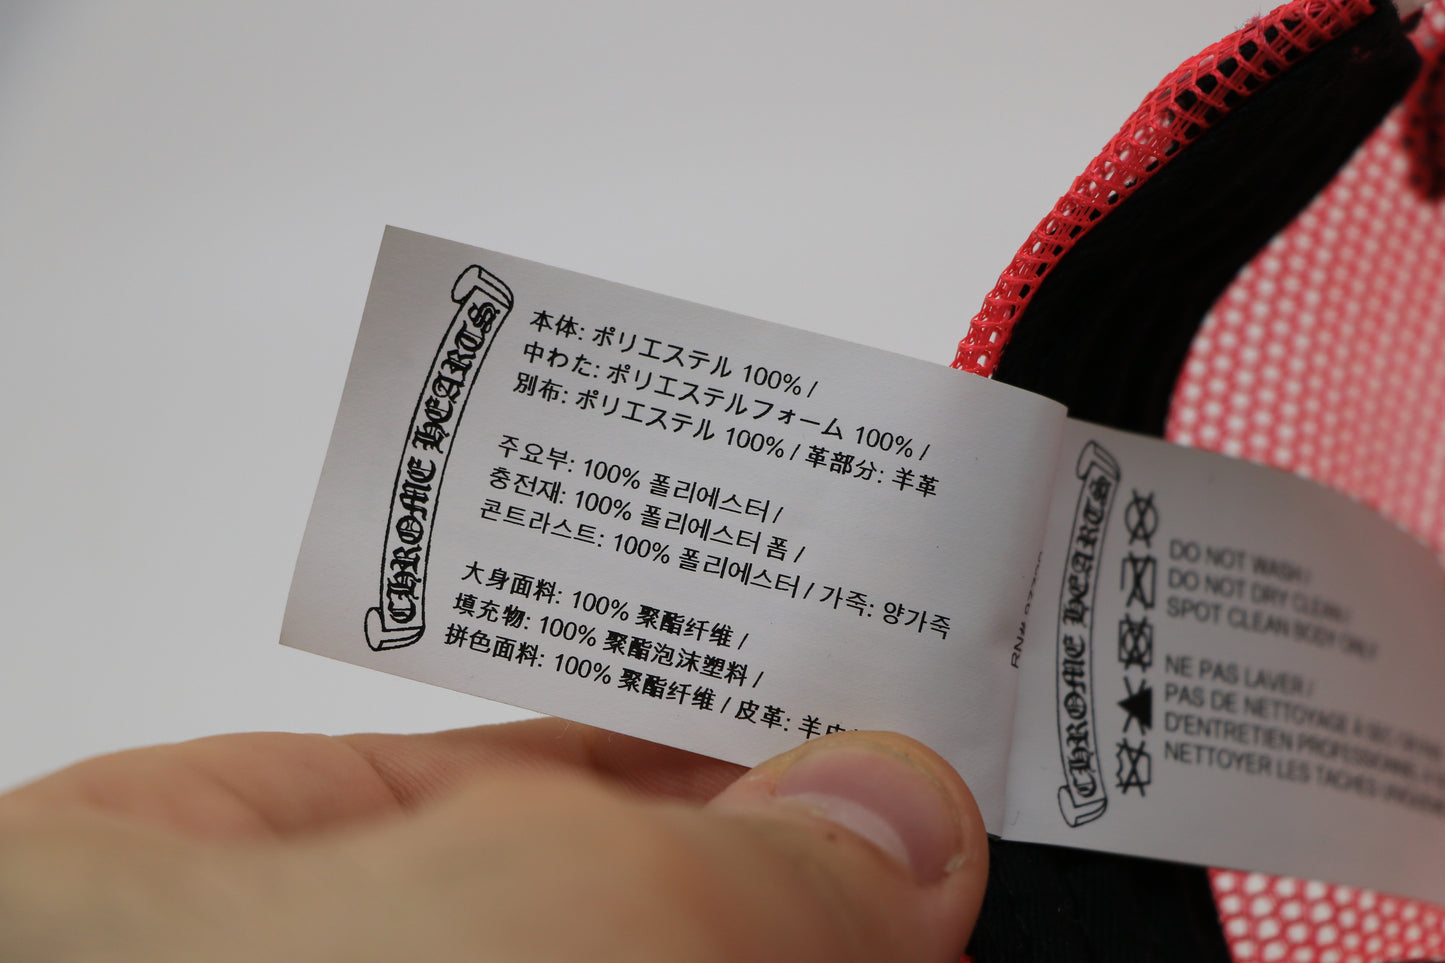 CHROME HEARTS
本体: ポリエステル 100% /
中わた: ポリエステルフォーム 100% /
別布: ポリエステル 100% / 革部分: 羊革
주요부: 100% 폴리에스터 /
충전재: 100% 폴리에스터 폼 /
콘트라스트: 100% 폴리에스터 / 가죽: 양가죽
大身面料: 100% 聚酯纤维 /
填充物: 100% 聚酯泡沫塑料 /
拼色面料: 100% 聚酯纤维 / 皮革: 羊
RN#
CHROME HEARTS
DO NOT WASH /
DO NOT DRY CLEAN /
SPOT CLEAN BODY ONLY
NE PAS LAVER /
PAS DE NETTOYAGE À SEC
D'ENTRETIEN PROFESSIONNEL
NETTOYER LES TACHES